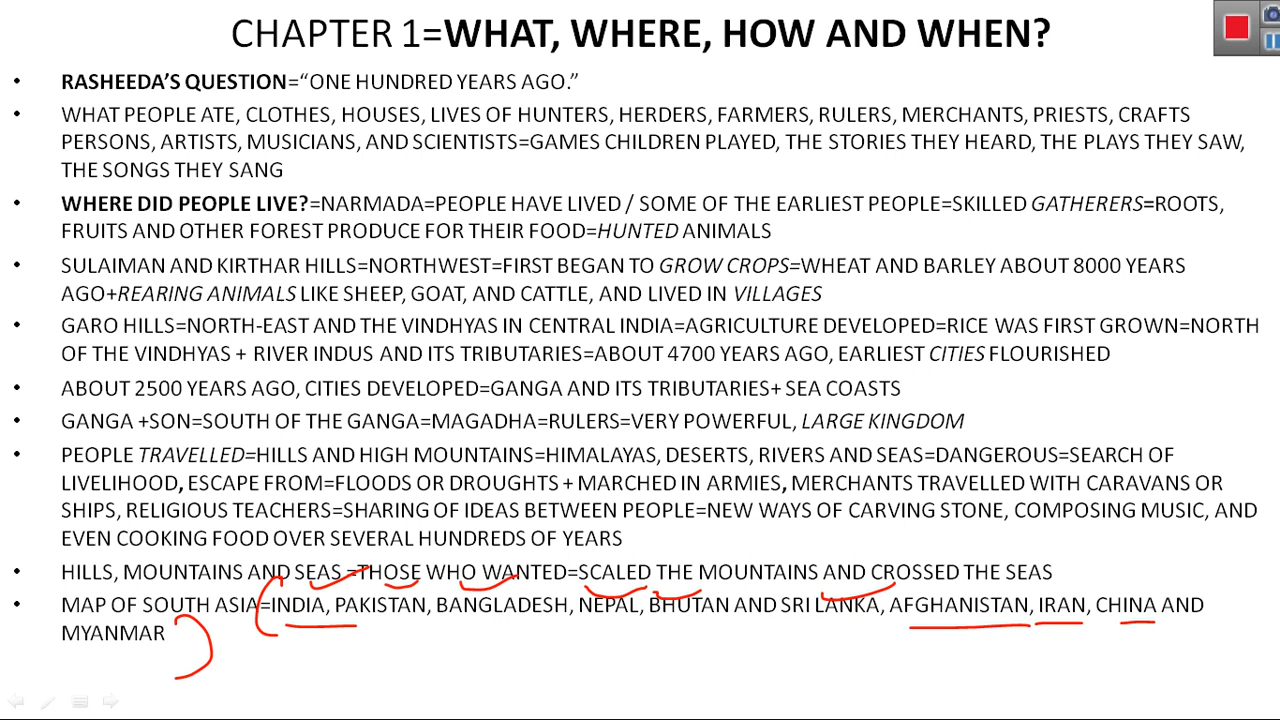 CHAPTER 1=WHAT, WHERE, HOW AND WHEN?
• RASHEEDA'S QUESTION=“ONE HUNDRED YEARS AGO.”
• WHAT PEOPLE ATE, CLOTHES, HOUSES, LIVES OF HUNTERS, HERDERS, FARMERS, RULERS, MERCHANTS, PRIESTS, CRAFTS
PERSONS, ARTISTS, MUSICIANS, AND SCIENTISTS=GAMES CHILDREN PLAYED, THE STORIES THEY HEARD, THE PLAYS THEY SAW,
THE SONGS THEY SANG
• WHERE DID PEOPLE LIVE?=NARMADA=PEOPLE HAVE LIVED / SOME OF THE EARLIEST PEOPLE=SKILLED GATHERERS=ROOTS,
FRUITS AND OTHER FOREST PRODUCE FOR THEIR FOOD=HUNTED ANIMALS
• SULAIMAN AND KIRTHAR HILLS=NORTHWEST=FIRST BEGAN TO GROW CROPS=WHEAT AND BARLEY ABOUT 8000 YEARS
AGO+REARING ANIMALS LIKE SHEEP, GOAT, AND CATTLE, AND LIVED IN VILLAGES
• GARO HILLS=NORTH-EAST AND THE VINDHYAS IN CENTRAL INDIA=AGRICULTURE DEVELOPED=RICE WAS FIRST GROWN=NORTH
OF THE VINDHYAS + RIVER INDUS AND ITS TRIBUTARIES=ABOUT 4700 YEARS AGO, EARLIEST CITIES FLOURISHED
• ABOUT 2500 YEARS AGO, CITIES DEVELOPED=GANGA AND ITS TRIBUTARIES+ SEA COASTS
• GANGA +SON=SOUTH OF THE GANGA=MAGADHA=RULERS=VERY POWERFUL, LARGE KINGDOM
• PEOPLE TRAVELLED=HILLS AND HIGH MOUNTAINS=HIMALAYAS, DESERTS, RIVERS AND SEAS=DANGEROUS=SEARCH OF
LIVELIHOOD, ESCAPE FROM=FLOODS OR DROUGHTS + MARCHED IN ARMIES, MERCHANTS TRAVELLED WITH CARAVANS OR
SHIPS, RELIGIOUS TEACHERS=SHARING OF IDEAS BETWEEN PEOPLE=NEW WAYS OF CARVING STONE, COMPOSING MUSIC, AND
EVEN COOKING FOOD OVER SEVERAL HUNDREDS OF YEARS
• HILLS, MOUNTAINS AND SEAS =THOSE WHO WANTED=SCALED THE MOUNTAINS AND CROSSED THE SEAS
• MAP OF SOUTH ASIA=INDIA, PAKISTAN, BANGLADESH, NEPAL, BHUTAN AND SRI LANKA, AFGHANISTAN, IRAN, CHINA AND
MYANMAR